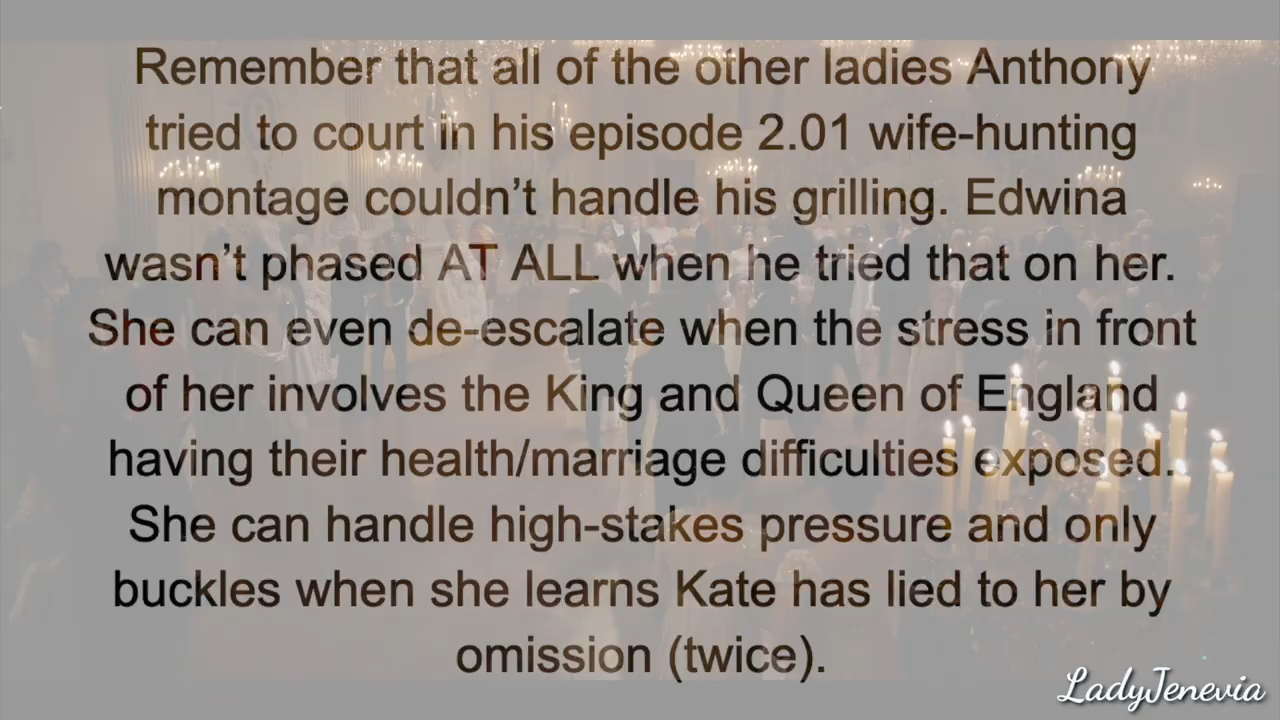 Remember that all of the other ladies Anthony
tried to court in his episode 2.01 wife-hunting
montage couldn’t handle his grilling. Edwina
wasn’t phased AT ALL when he tried that on her.
She can even de-escalate when the stress in front
of her involves the King and Queen of England
having their health/marriage difficulties exposed.
She can handle high-stakes pressure and only
buckles when she learns Kate has lied to her by
omission (twice).
LadyJenevia